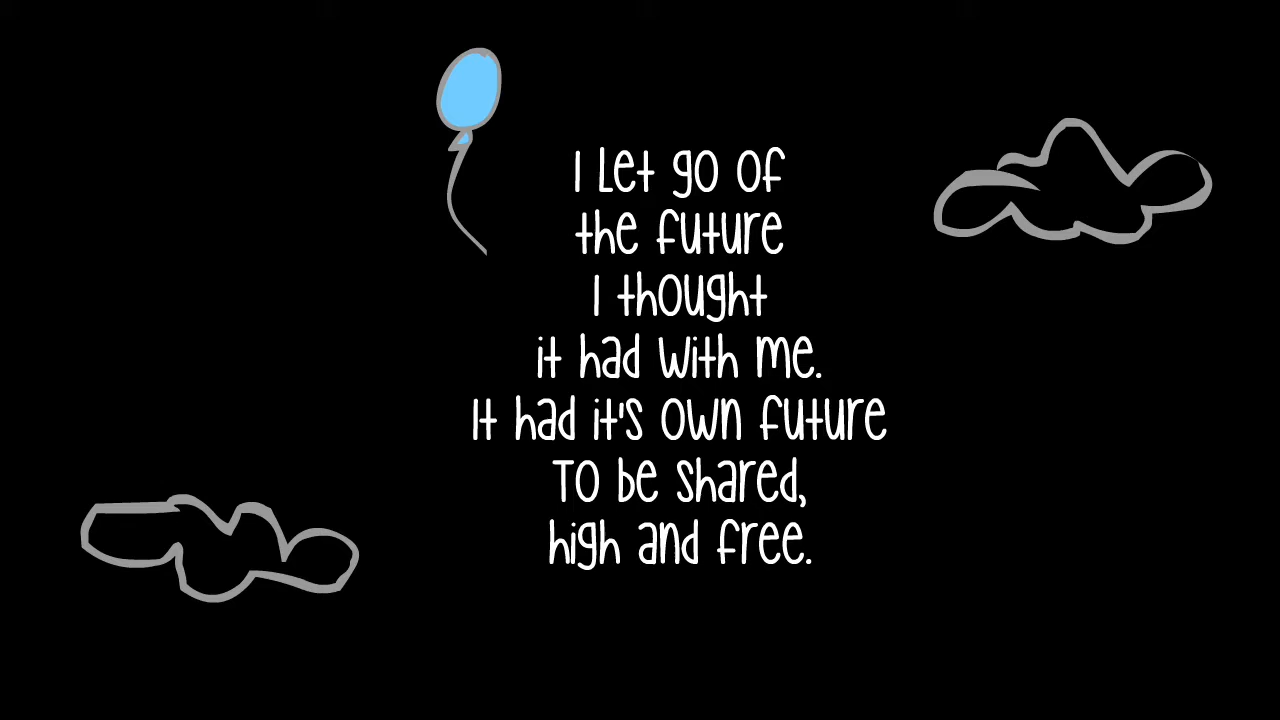 I let go of
the future
I thought
it had with me.
It had it's own future
To be shared,
high and free.